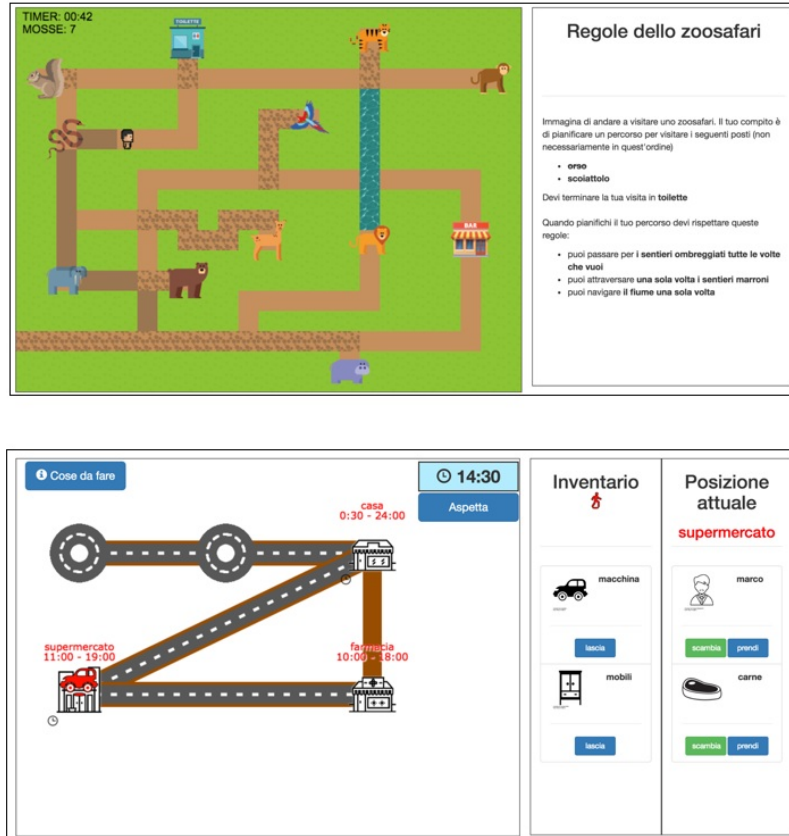 TIMER: 00:42
MOSSE: 7
TOILETTE
BAR
Regole dello zoosafari
Immagina di andare a visitare uno zoosafari. Il tuo compito è
di pianificare un percorso per visitare i seguenti posti (non
necessariamente in quest'ordine)
• orso
• scoiattolo
Devi terminare la tua visita in toilette
Quando pianifichi il tuo percorso devi rispettare queste
regole:
• puoi passare per i sentieri ombreggiati tutte le volte
che vuoi
• puoi attraversare una sola volta i sentieri marroni
• puoi navigare il fiume una sola volta
Cose da fare
14:30
Aspetta
casa
0:30 - 24:00
supermercato
11:00 - 19:00
farmacia
10:00 - 18:00
Inventario
macchina
lascia
mobili
lascia
Posizione
attuale
supermercato
marco
scambia prendi
carne
scambia prendi